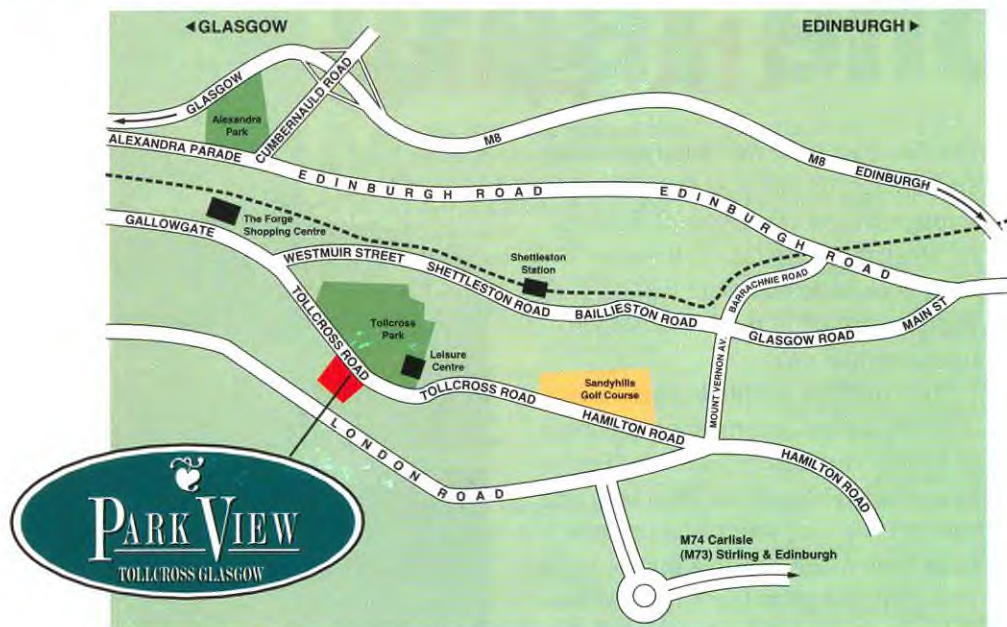 ◄GLASGOW
EDINBURGH►
GLASGOW
CUMBERNAULD ROAD
Alexandra
Park
M8
M8
EDINBURGH
ALEXANDRA PARADE
EDINBURGH ROAD
EDINBURGH ROAD
The Forge
Shopping Centre
GALLOWGATE
WESTMUIR STREET
SHETTLESTON ROAD
Shettleston
Station
BAILLIESTON ROAD
BARRACHNIE ROAD
GLASGOW ROAD
MAIN ST
TOLLCROSS ROAD
Tollcross
Park
Leisure
Centre
TOLLCROSS ROAD
Sandyhills
Golf Course
HAMILTON ROAD
MOUNT VERNON AV.
HAMILTON ROAD
LONDON ROAD
PARK VIEW
TOLLCROSS GLASGOW
M74 Carlisle
(M73) Stirling & Edinburgh